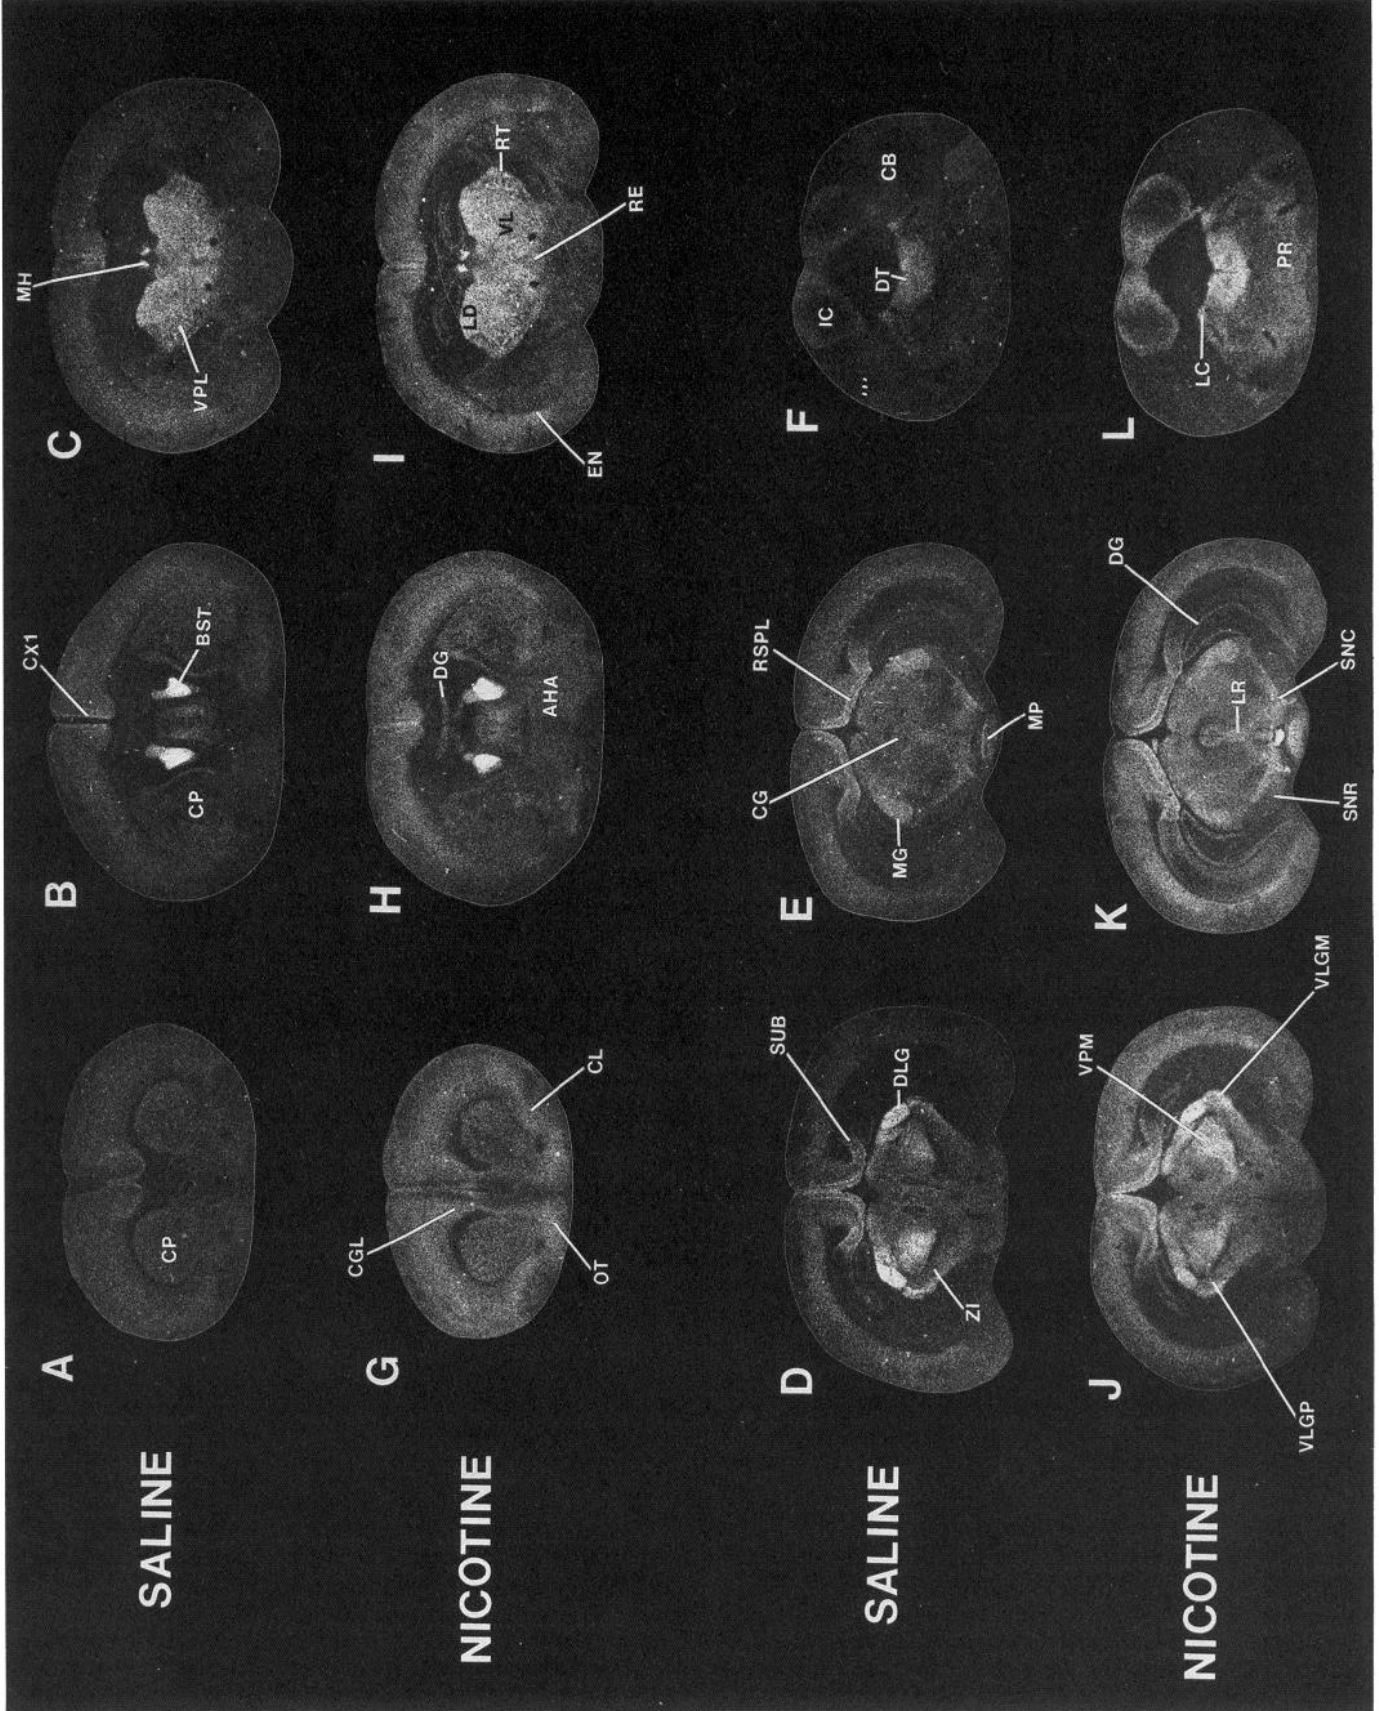 SALINE
A
CP
B
CX1
CP
BST
C
MH
VPL
NICOTINE
G
CGL
OT
CL
H
DG
AHA
I
LD
VL
RT
EN
RE
SALINE
D
SUB
DLG
ZI
E
CG
RSPL
MG
MP
F
IC
DT
CB
NICOTINE
J
VPM
VLGP
VLGM
K
DG
LR
SNR
SNC
L
LC
PR